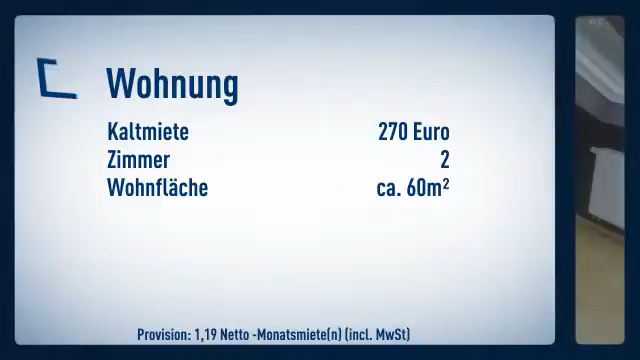 Wohnung
Kaltmiete 270 Euro
Zimmer 2
Wohnfläche ca. 60m²
Provision: 1,19 Netto -Monatsmiete(n) (incl. MwSt)